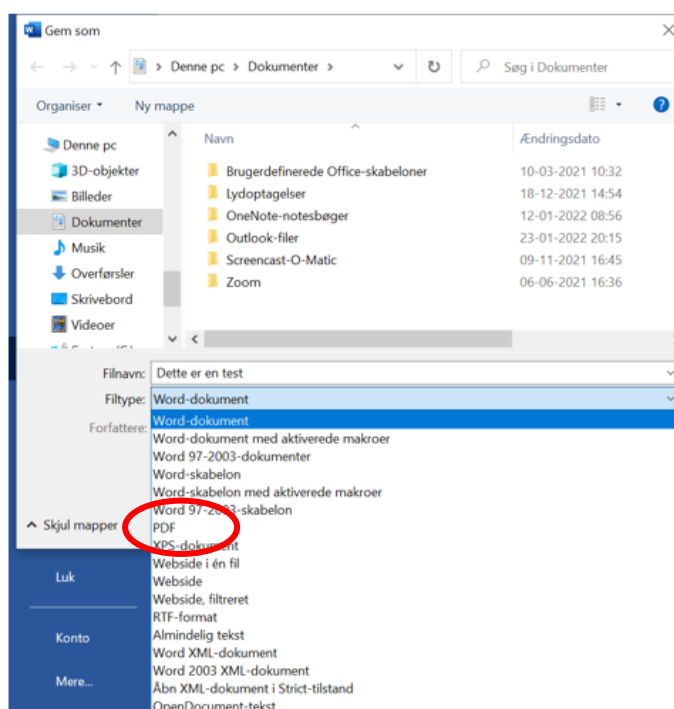 Gem som
Denne pc > Dokumenter >
Søg i Dokumenter
Organiser Ny mappe
Navn Ændringsdato
Denne pc
3D-objekter
Billeder
Dokumenter
Musik
Overførsler
Skrivebord
Videoer
Brugerdefinerede Office-skabeloner 10-03-2021 10:32
Lydoptagelser 18-12-2021 14:54
OneNote-notesbøger 12-01-2022 08:56
Outlook-filer 23-01-2022 20:15
Screencast-O-Matic 09-11-2021 16:45
Zoom 06-06-2021 16:36
Filnavn: Dette er en test
Filtype: Word-dokument
Forfattere:
Word-dokument
Word-dokument med aktiverede makroer
Word 97-2003-dokumenter
Word-skabelon
Word-skabelon med aktiverede makroer
Word 97-2003-skabelon
PDF
XPS-dokument
Webside i én fil
Webside
Webside, filtreret
RTF-format
Almindelig tekst
Word XML-dokument
Word 2003 XML-dokument
Åbn XML-dokument i Strict-tilstand
OpenDocument-tekst
Skjul mapper
Luk
Konto
Mere...